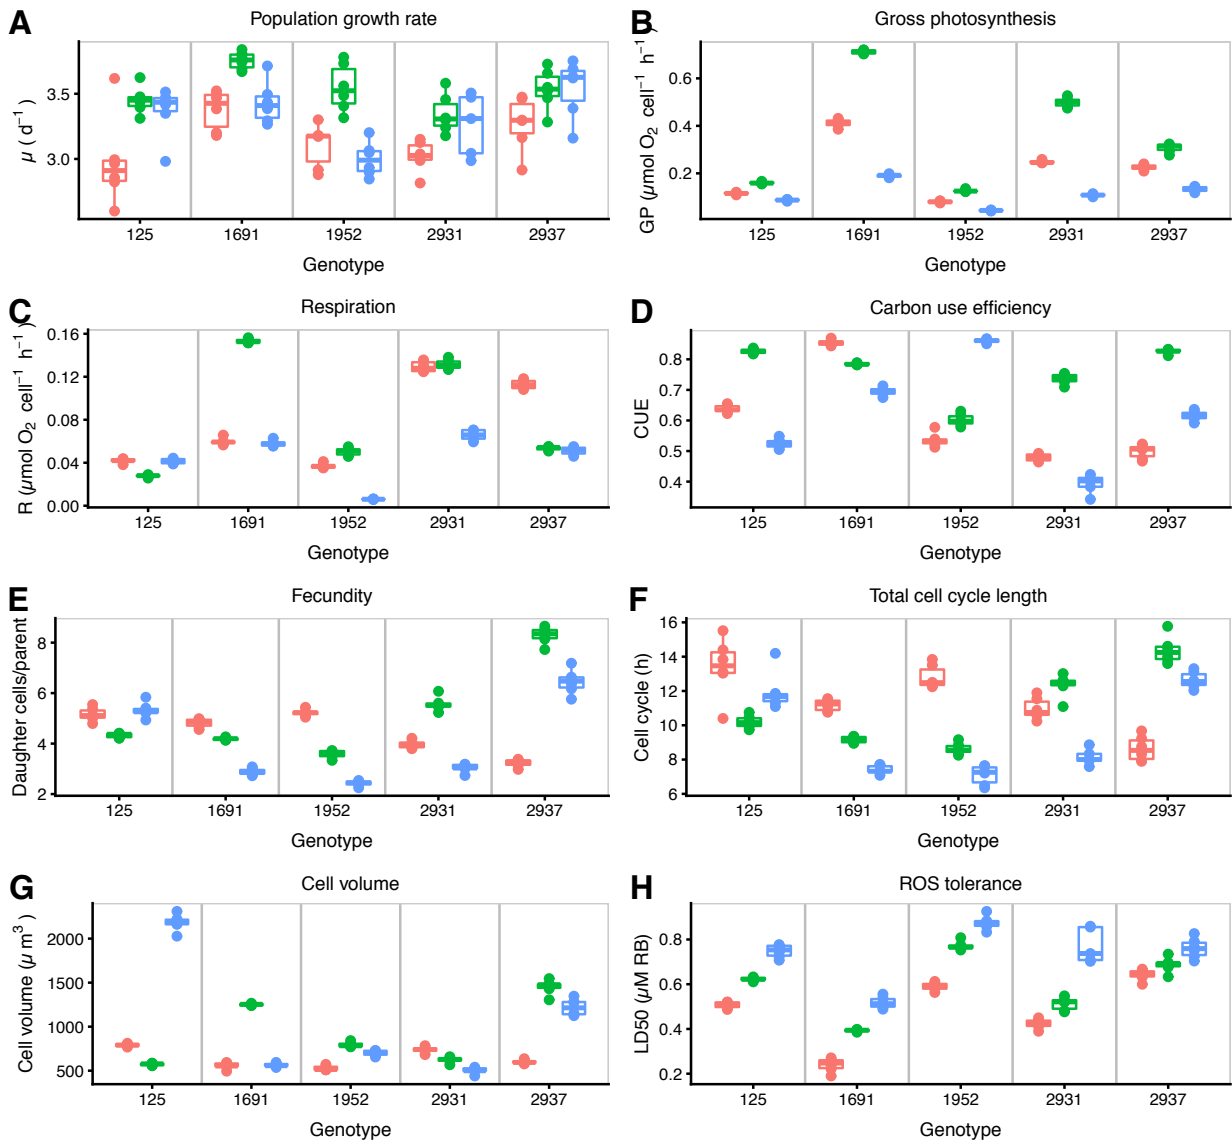 A Population growth rate
μ ( d⁻¹ )
3.5
3.0
125 1691 1952 2931 2937
Genotype
B Gross photosynthesis
GP (μmol O₂ cell⁻¹ h⁻¹ )
0.6
0.4
0.2
125 1691 1952 2931 2937
Genotype
C Respiration
R (μmol O₂ cell⁻¹ h⁻¹ )
0.16
0.12
0.08
0.04
0.00
125 1691 1952 2931 2937
Genotype
D Carbon use efficiency
CUE
0.8
0.7
0.6
0.5
0.4
125 1691 1952 2931 2937
Genotype
E Fecundity
Daughter cells/parent
8
6
4
2
125 1691 1952 2931 2937
Genotype
F Total cell cycle length
Cell cycle (h)
16
14
12
10
8
6
125 1691 1952 2931 2937
Genotype
G Cell volume
Cell volume (μ m³ )
2000
1500
1000
500
125 1691 1952 2931 2937
Genotype
H ROS tolerance
LD50 (μM RB)
0.8
0.6
0.4
0.2
125 1691 1952 2931 2937
Genotype